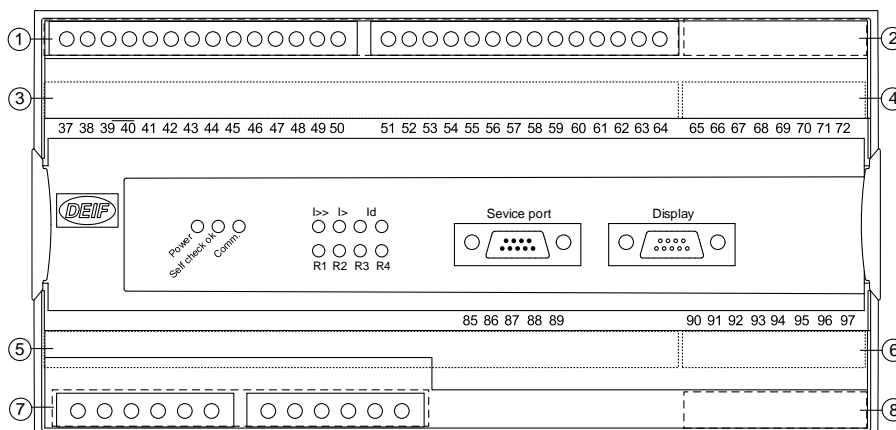 1
2
3
4
37 38 39 40 41 42 43 44 45 46 47 48 49 50 51 52 53 54 55 56 57 58 59 60 61 62 63 64 65 66 67 68 69 70 71 72
DEIF
I>> I> Id
Sevice port
Display
Power
Self check ok
Comm.
R1 R2 R3 R4
85 86 87 88 89 90 91 92 93 94 95 96 97
5
6
7
8